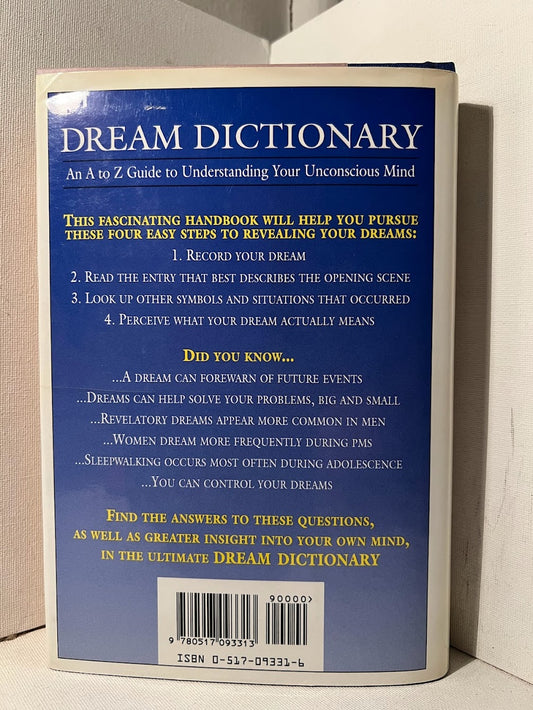 DREAM DICTIONARY
An A to Z Guide to Understanding Your Unconscious Mind
THIS FASCINATING HANDBOOK WILL HELP YOU PURSUE
THESE FOUR EASY STEPS TO REVEALING YOUR DREAMS:
1. RECORD YOUR DREAM
2. READ THE ENTRY THAT BEST DESCRIBES THE OPENING SCENE
3. LOOK UP OTHER SYMBOLS AND SITUATIONS THAT OCCURRED
4. PERCEIVE WHAT YOUR DREAM ACTUALLY MEANS
DID YOU KNOW...
...A DREAM CAN FOREWARN OF FUTURE EVENTS
...DREAMS CAN HELP SOLVE YOUR PROBLEMS, BIG AND SMALL
...REVELATORY DREAMS APPEAR MORE COMMON IN MEN
...WOMEN DREAM MORE FREQUENTLY DURING PMS
...SLEEPWALKING OCCURS MOST OFTEN DURING ADOLESCENCE
...YOU CAN CONTROL YOUR DREAMS
FIND THE ANSWERS TO THESE QUESTIONS,
AS WELL AS GREATER INSIGHT INTO YOUR OWN MIND,
IN THE ULTIMATE DREAM DICTIONARY
90000>
9 780517 093313
ISBN 0-517-09331-6